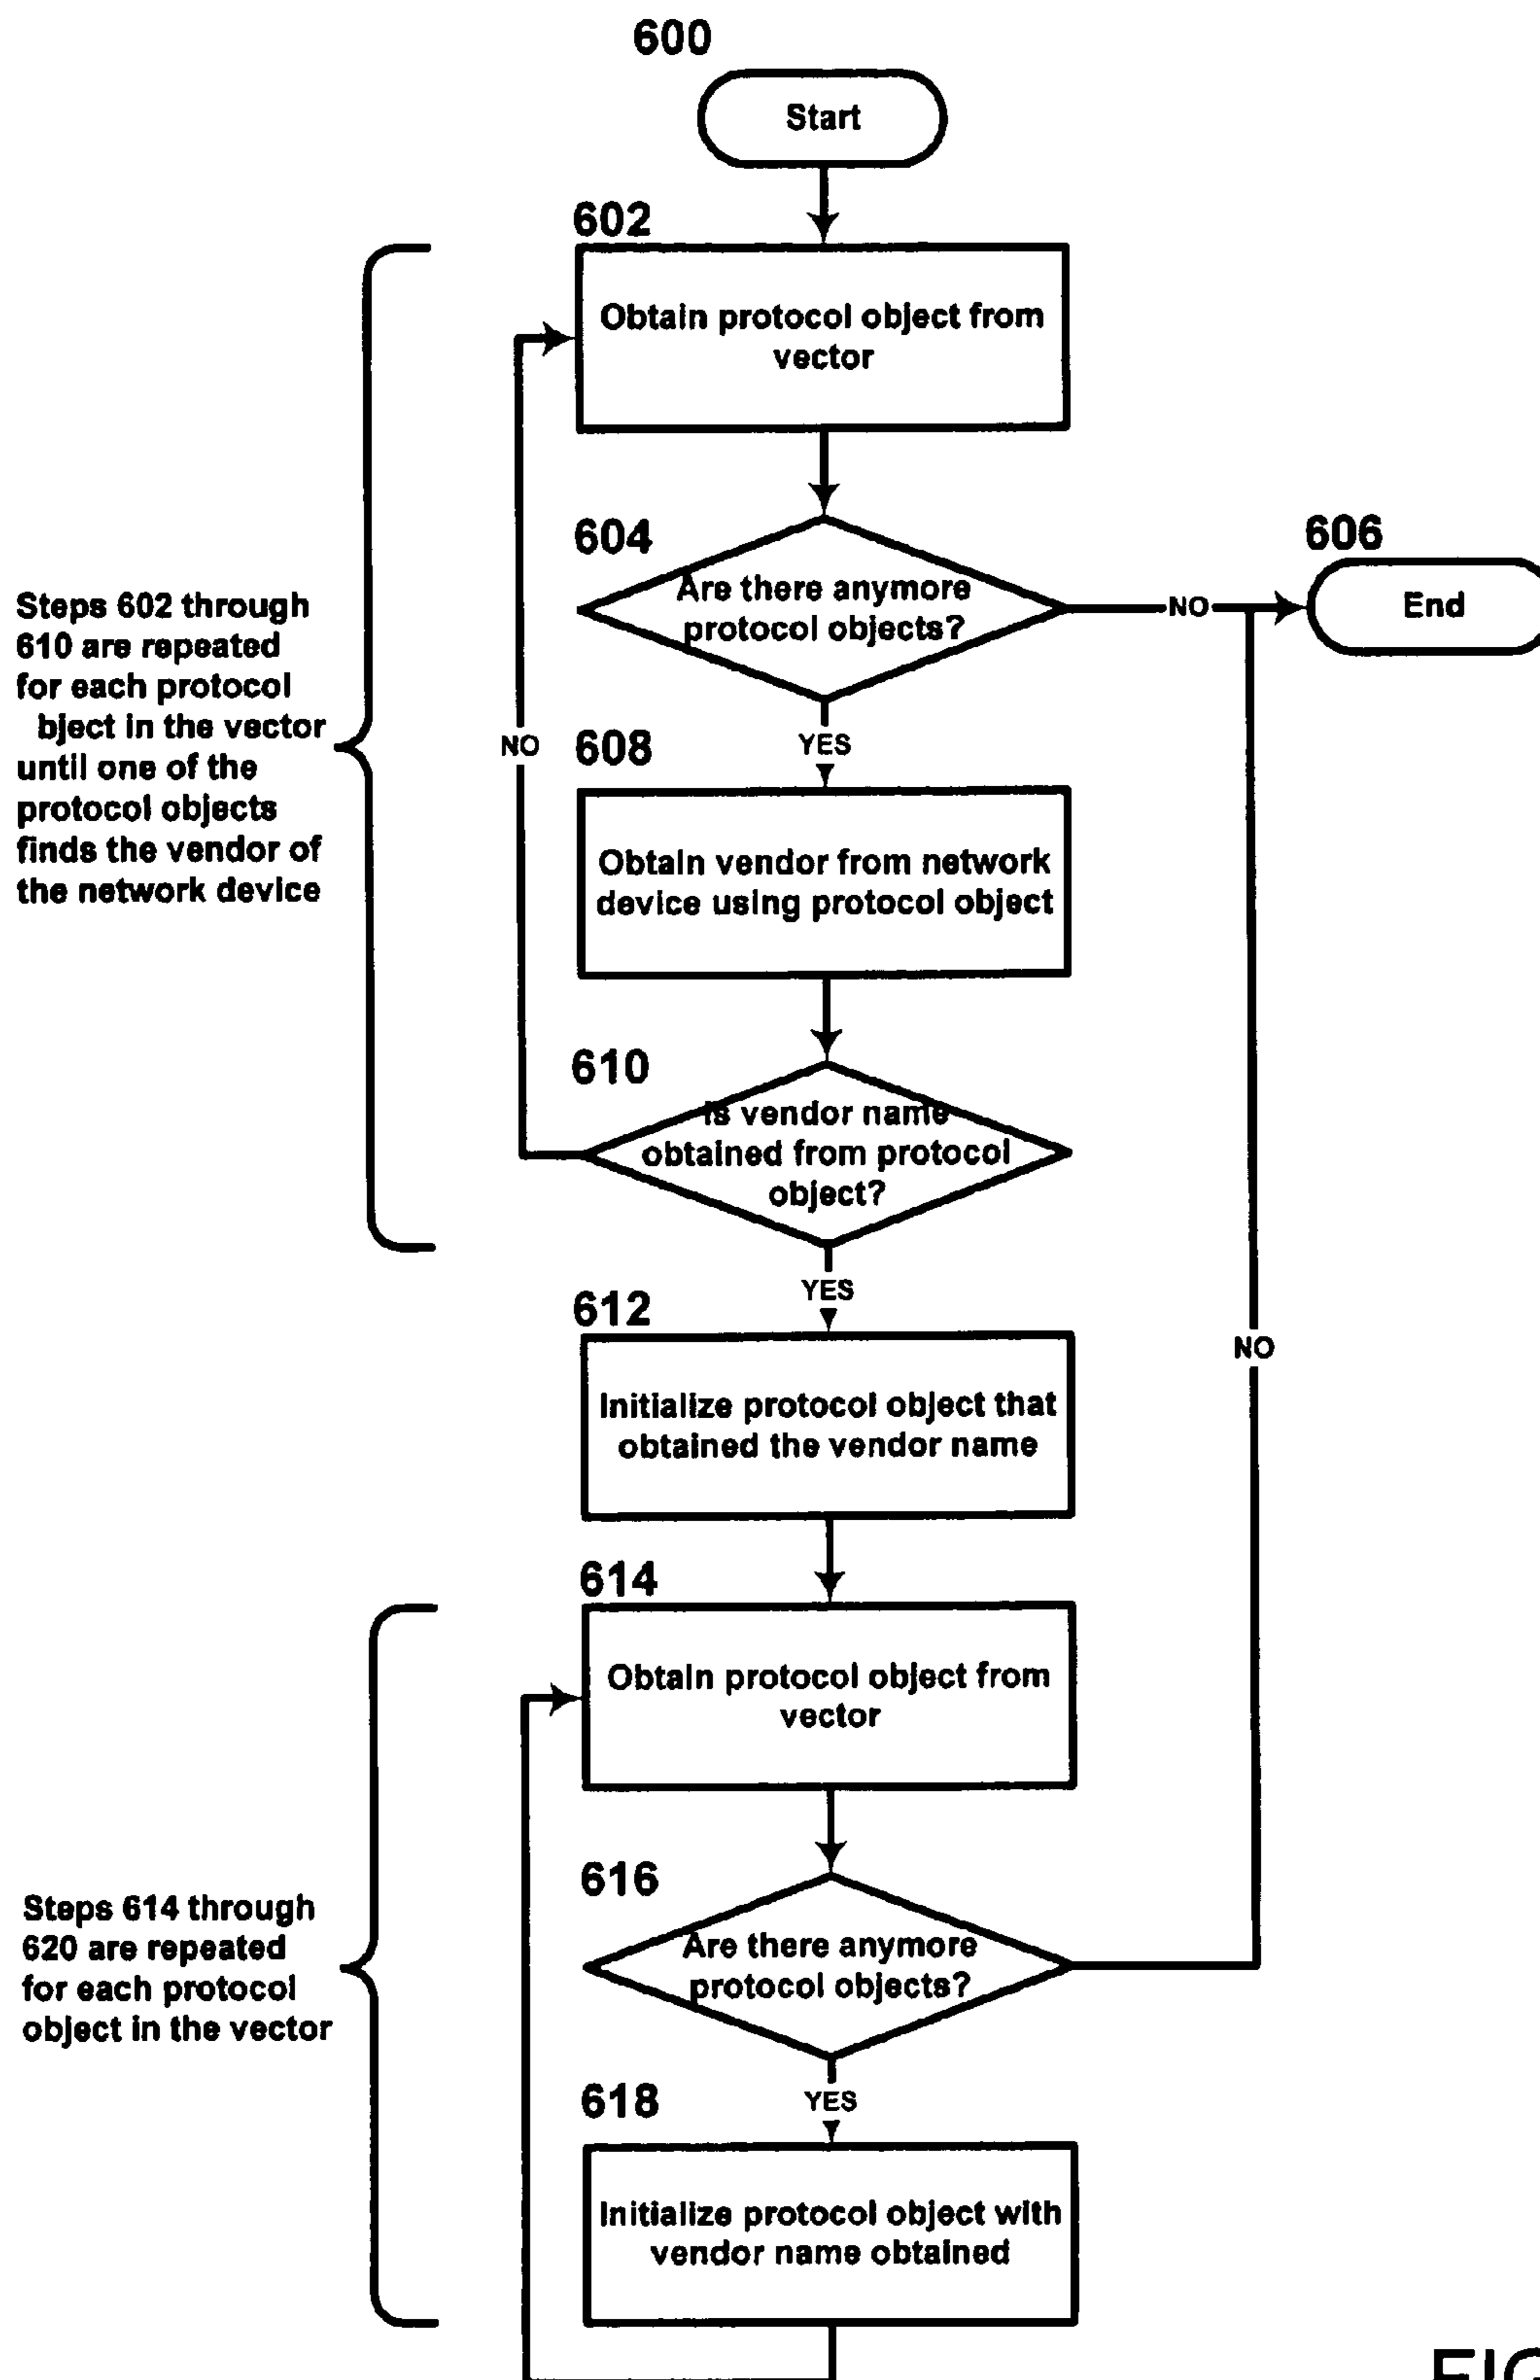 600
Start
602
Obtain protocol object from
vector
604
Are there anymore
protocol objects?
NO
606
End
Steps 602 through
610 are repeated
for each protocol
bject in the vector
until one of the
protocol objects
finds the vendor of
the network device
NO
YES
608
Obtain vendor from network
device using protocol object
610
Is vendor name
obtained from protocol
object?
YES
612
Initialize protocol object that
obtained the vendor name
NO
614
Obtain protocol object from
vector
616
Are there anymore
protocol objects?
Steps 614 through
620 are repeated
for each protocol
object in the vector
YES
618
Initialize protocol object with
vendor name obtained